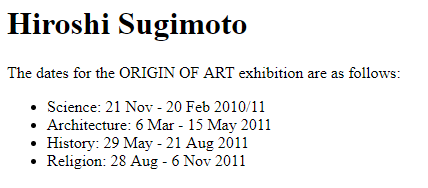 Hiroshi Sugimoto
The dates for the ORIGIN OF ART exhibition are as follows:
• Science: 21 Nov - 20 Feb 2010/11
• Architecture: 6 Mar - 15 May 2011
• History: 29 May - 21 Aug 2011
• Religion: 28 Aug - 6 Nov 2011